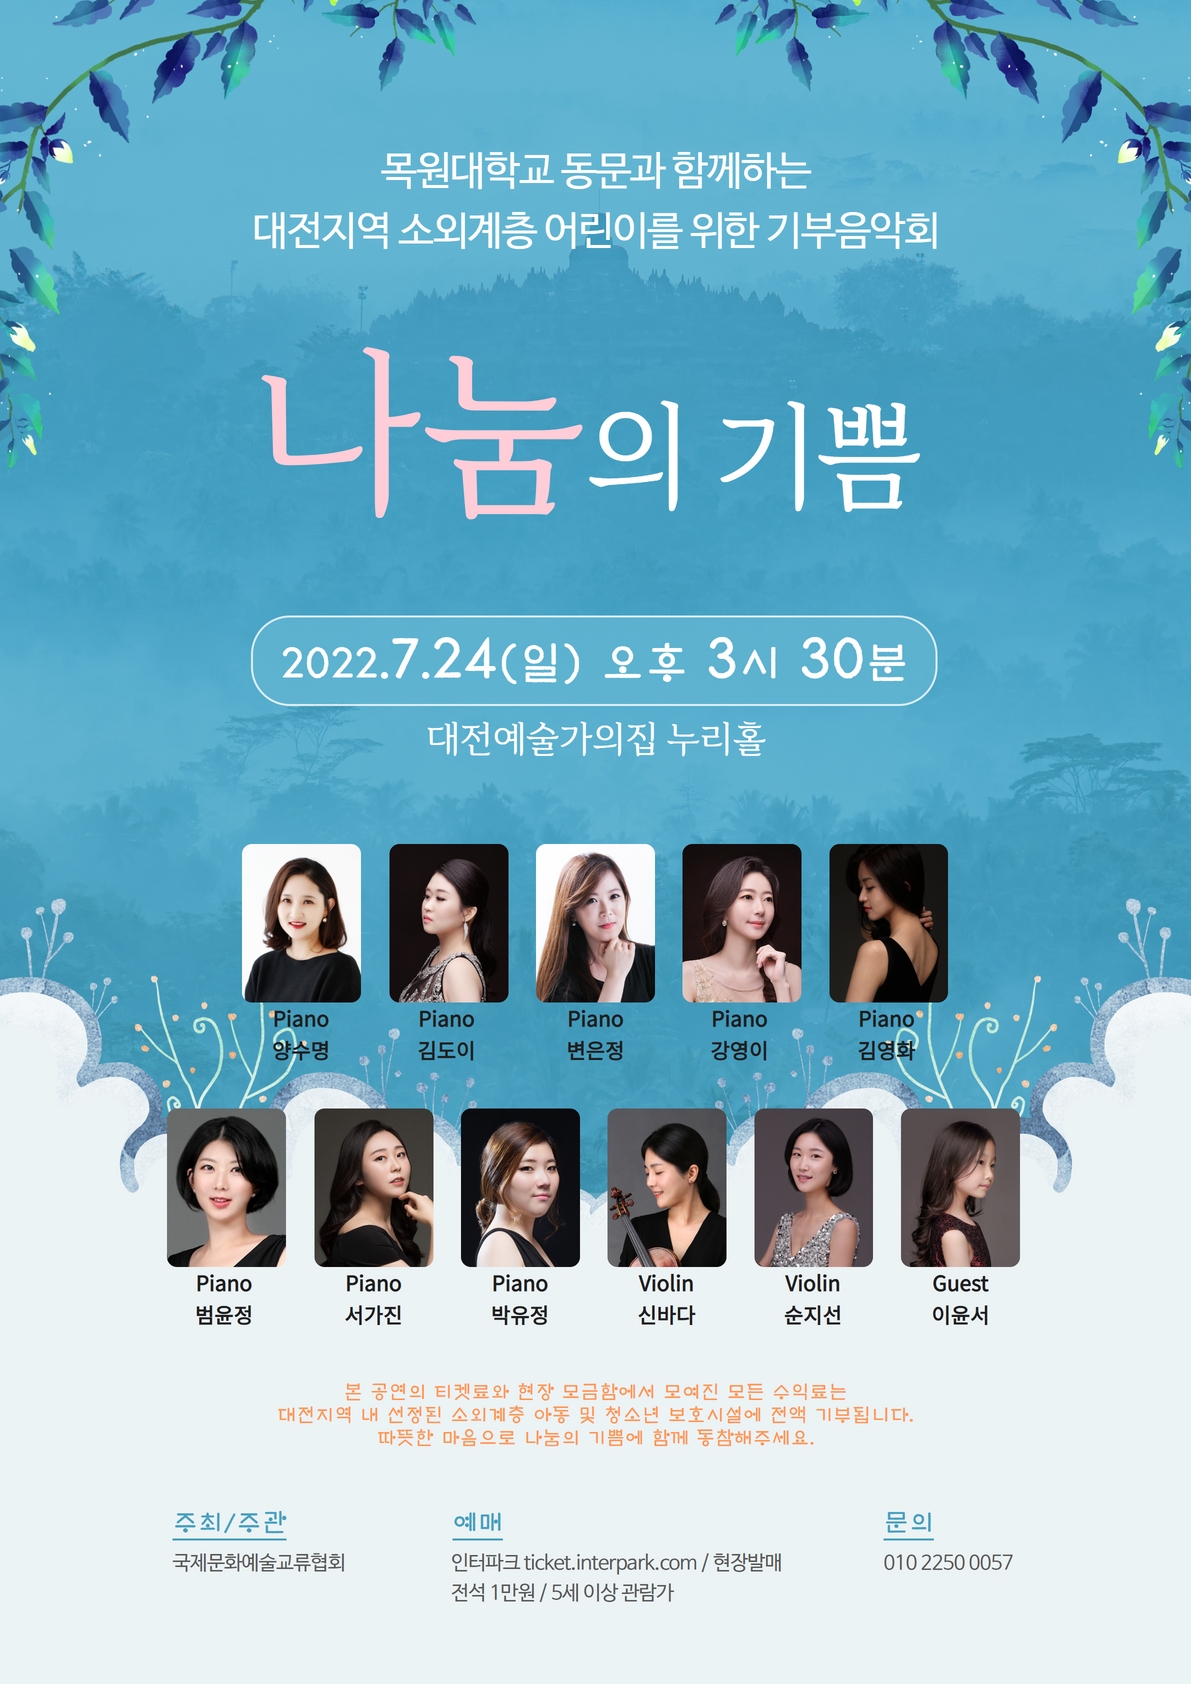 목원대학교 동문과 함께하는
대전지역 소외계층 어린이를 위한 기부음악회
나눔의 기쁨
2022.7.24(일) 오후 3시 30분
대전예술가의집 누리홀
Piano Piano Piano Piano Piano
양수명 김도이 변은정 강영이 김영화
Piano Piano Piano Violin Violin Guest
범윤정 서가진 박유정 신바다 순지선 이윤서
본 공연의 티켓료와 현장 모금함에서 모여진 모든 수익료는
대전지역 내 선정된 소외계층 아동 및 청소년 보호시설에 전액 기부됩니다.
따뜻한 마음으로 나눔의 기쁨에 함께 동참해주세요.
주최/주관 예매 문의
국제문화예술교류협회 인터파크 ticket.interpark.com / 현장발매 010 2250 0057
전석 1만원 / 5세 이상 관람가